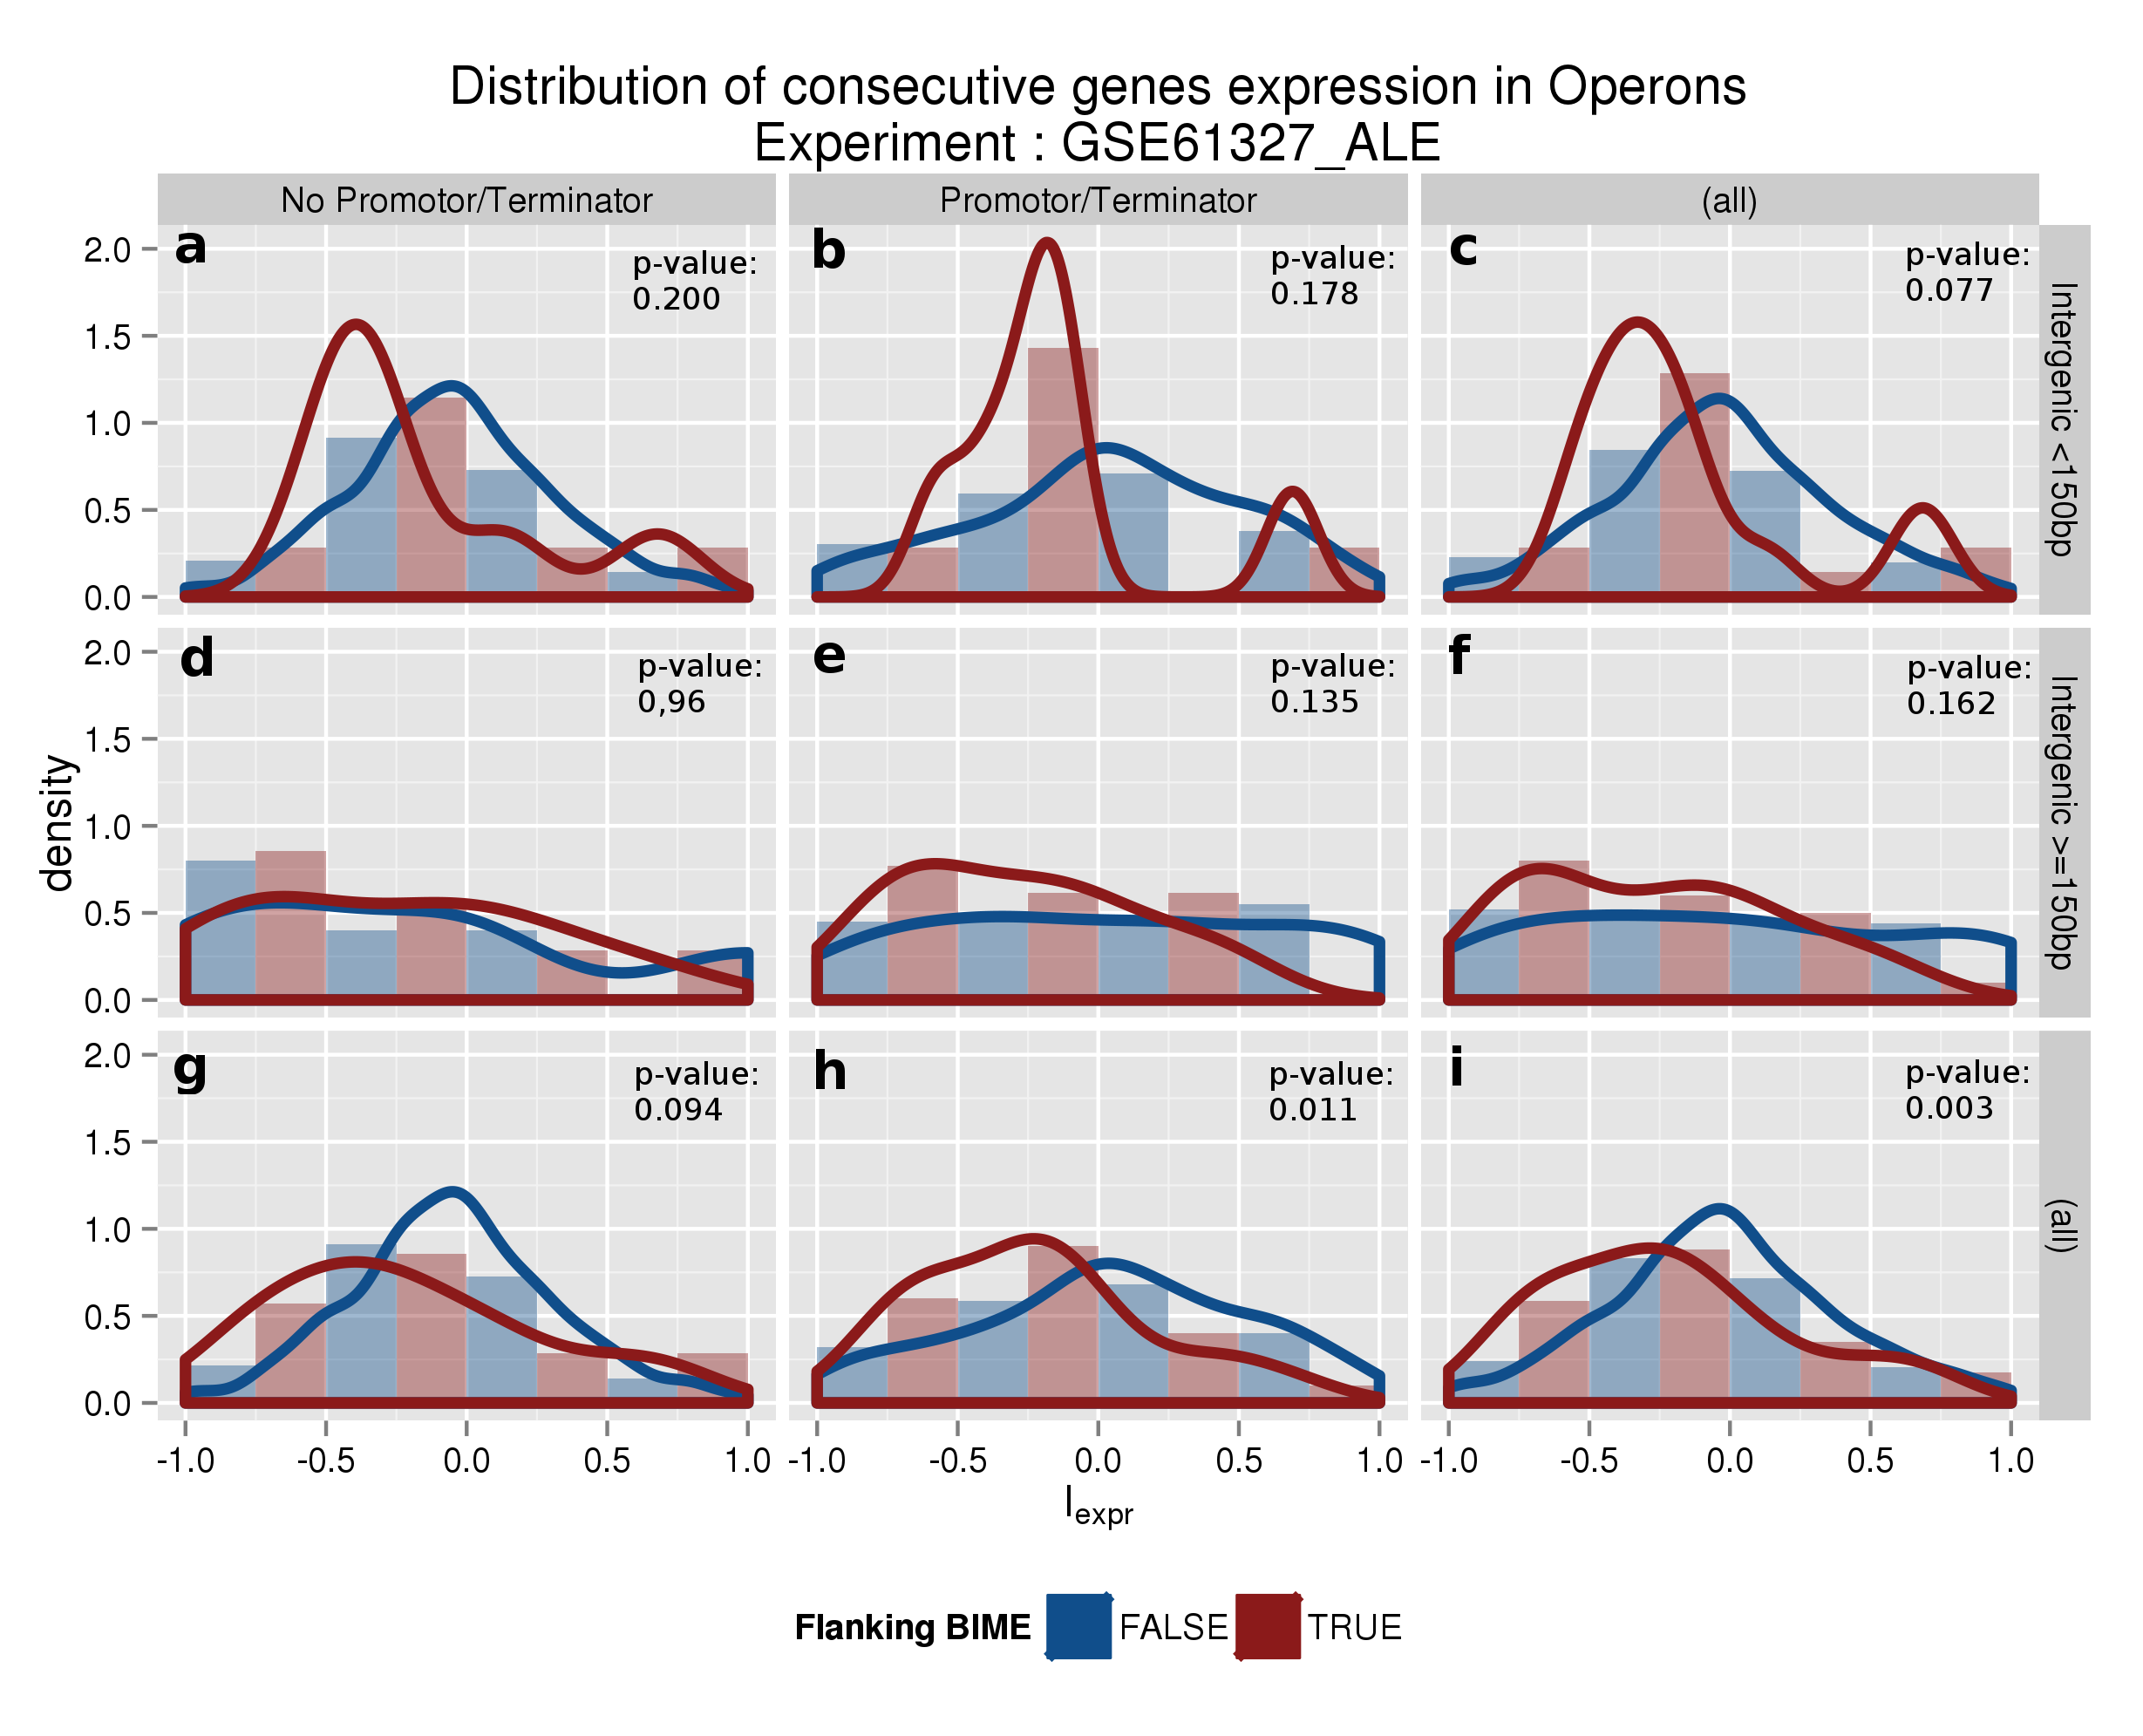 Distribution of consecutive genes expression in Operons
Experiment : GSE61327_ALE
No Promotor/Terminator
Promotor/Terminator
(all)
a
p-value:
0.200
b
p-value:
0.178
c
p-value:
0.077
2.0
1.5
1.0
0.5
0.0
Intergenic <150bp
d
p-value:
0,96
e
p-value:
0.135
f
p-value:
0.162
2.0
1.5
1.0
0.5
0.0
Intergenic >=150bp
density
g
p-value:
0.094
h
p-value:
0.011
i
p-value:
0.003
2.0
1.5
1.0
0.5
0.0
(all)
-1.0 -0.5 0.0 0.5 1.0 -1.0 -0.5 0.0 0.5 1.0 -1.0 -0.5 0.0 0.5 1.0
Iexpr
Flanking BIME FALSE TRUE